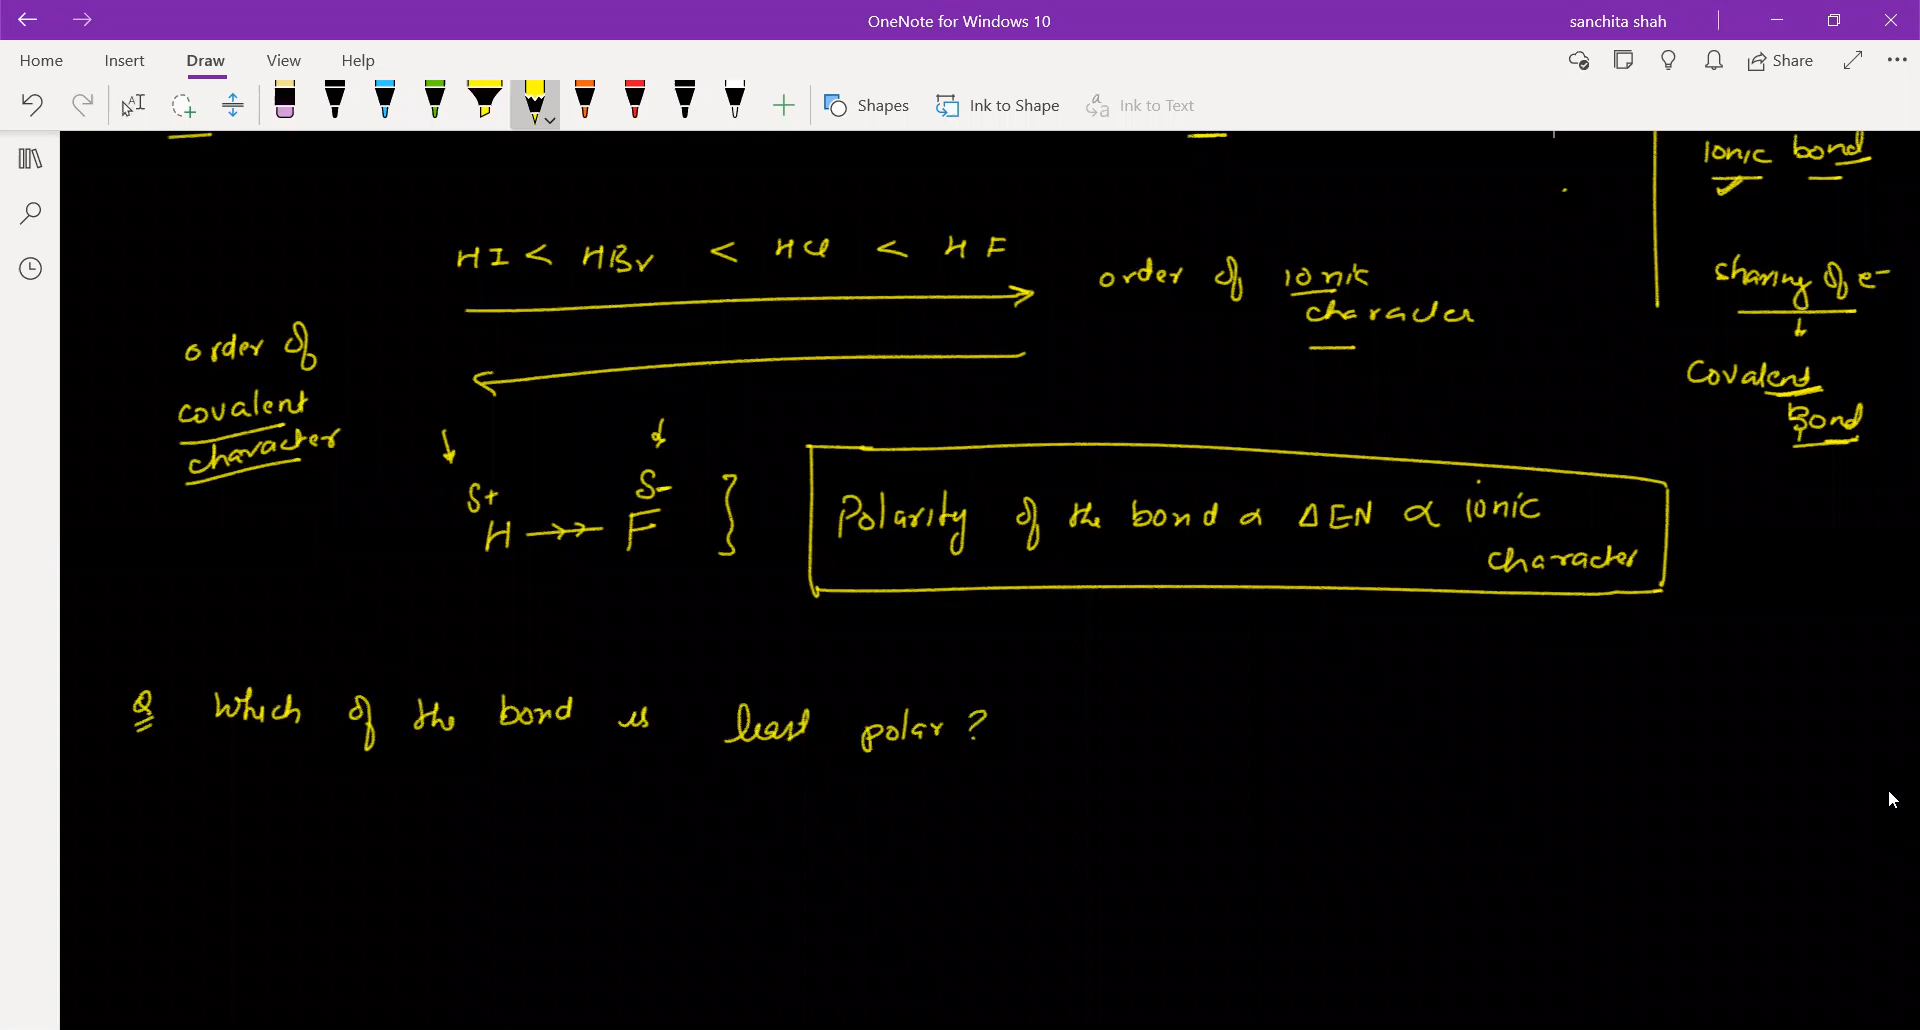 OneNote for Windows 10
sanchita shah
Home Insert Draw View Help
Share
Shapes Ink to Shape Ink to Text
ionic bond
HI < HBr < HCl < HF
order of ionic
character
sharing of e-
order of
covalent
character
Covalent
Bond
δ+ δ-
H F
Polarity of the bond α ΔEN α ionic
character
Q Which of the bond is least polar?